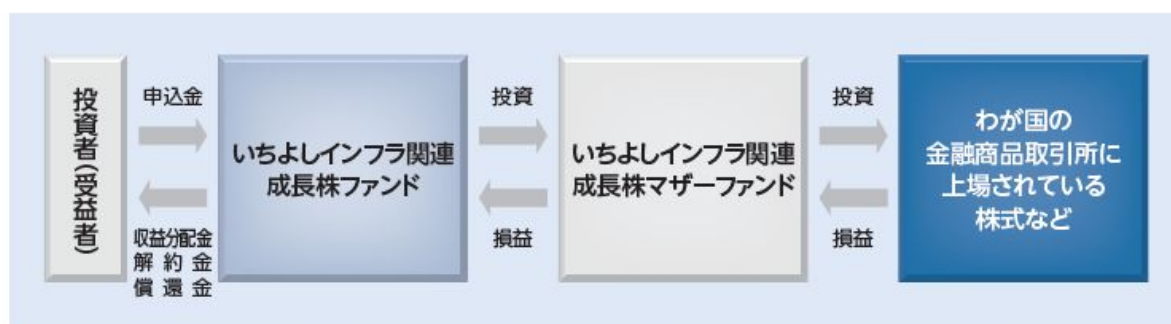 投資者（受益者）
申込金
収益分配金
解約金
償還金
いちよしインフラ関連
成長株ファンド
投資
損益
いちよしインフラ関連
成長株マザーファンド
投資
損益
わが国の
金融商品取引所に
上場されている
株式など